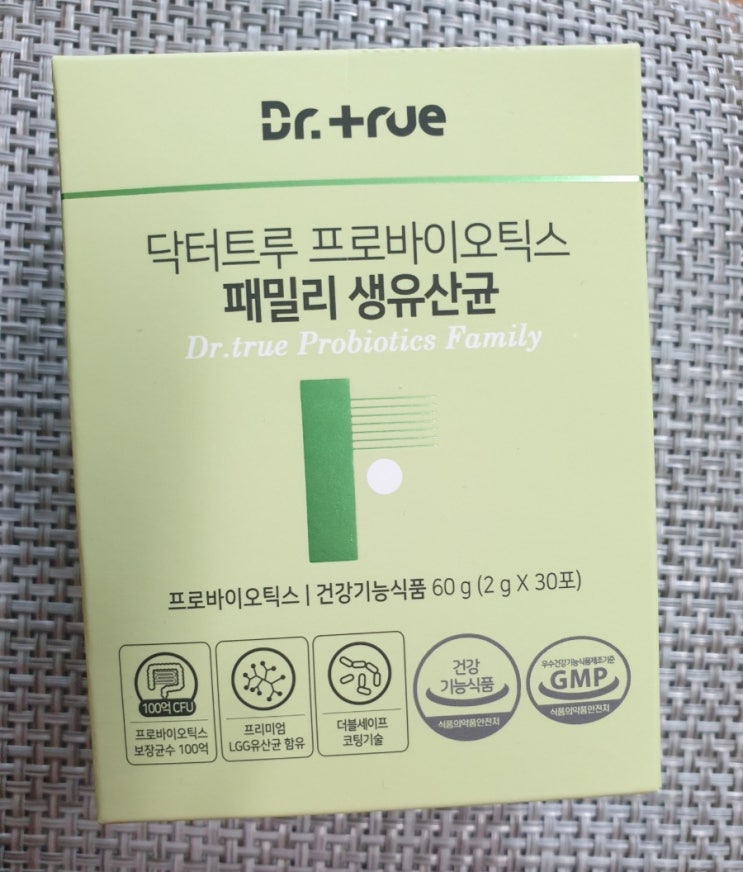 Dr.true
닥터트루 프로바이오틱스
패밀리 생유산균
Dr.true Probiotics Family
프로바이오틱스 | 건강기능식품 60 g (2 g X 30포)
100억 CFU
프로바이오틱스
보장균수 100억
프리미엄
LGG유산균 함유
더블세이프
코팅기술
건강
기능식품
식품의약품안전처
우수건강기능식품제조기준
GMP
식품의약품안전처